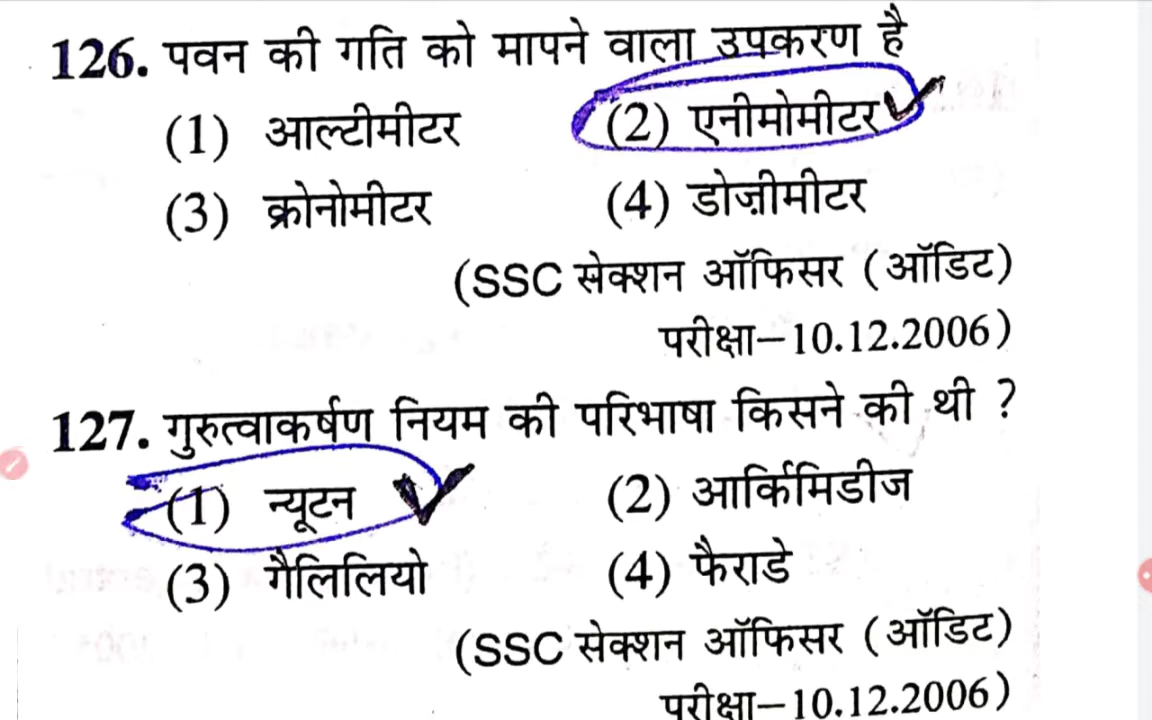 126. पवन की गति को मापने वाला उपकरण है
(1) आल्टीमीटर (2) एनीमोमीटर
(3) क्रोनोमीटर (4) डोज़ीमीटर
(SSC सेक्शन ऑफिसर (ऑडिट)
परीक्षा–10.12.2006)
127. गुरुत्वाकर्षण नियम की परिभाषा किसने की थी ?
(1) न्यूटन (2) आर्किमिडीज
(3) गैलिलियो (4) फैराडे
(SSC सेक्शन ऑफिसर (ऑडिट)
परीक्षा–10.12.2006)